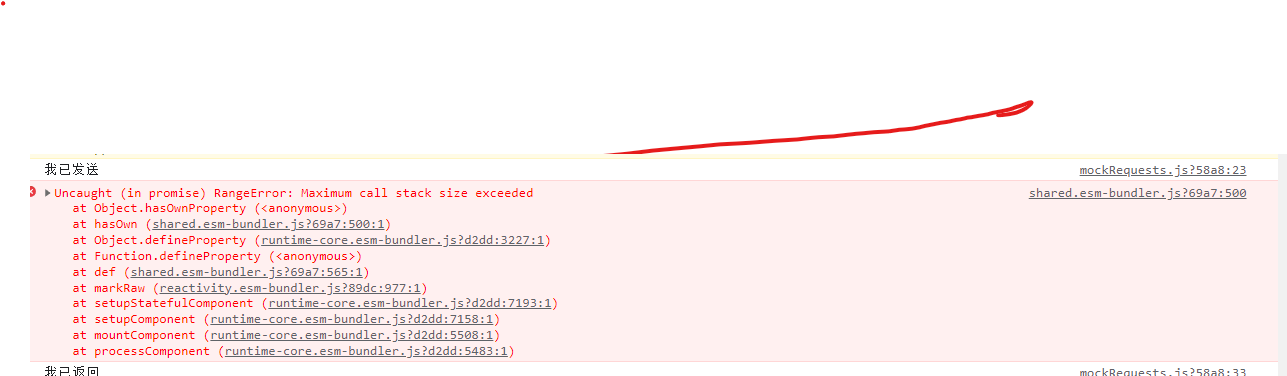 我已发送 mockRequests.js?58a8:23
Uncaught (in promise) RangeError: Maximum call stack size exceeded shared.esm-bundler.js?69a7:500
at Object.hasOwnProperty (<anonymous>)
at hasOwn (shared.esm-bundler.js?69a7:500:1)
at Object.defineProperty (runtime-core.esm-bundler.js?d2dd:3227:1)
at Function.defineProperty (<anonymous>)
at def (shared.esm-bundler.js?69a7:565:1)
at markRaw (reactivity.esm-bundler.js?89dc:977:1)
at setupStatefulComponent (runtime-core.esm-bundler.js?d2dd:7193:1)
at setupComponent (runtime-core.esm-bundler.js?d2dd:7158:1)
at mountComponent (runtime-core.esm-bundler.js?d2dd:5508:1)
at processComponent (runtime-core.esm-bundler.js?d2dd:5483:1)
我已返回 mockRequests.js?58a8:33